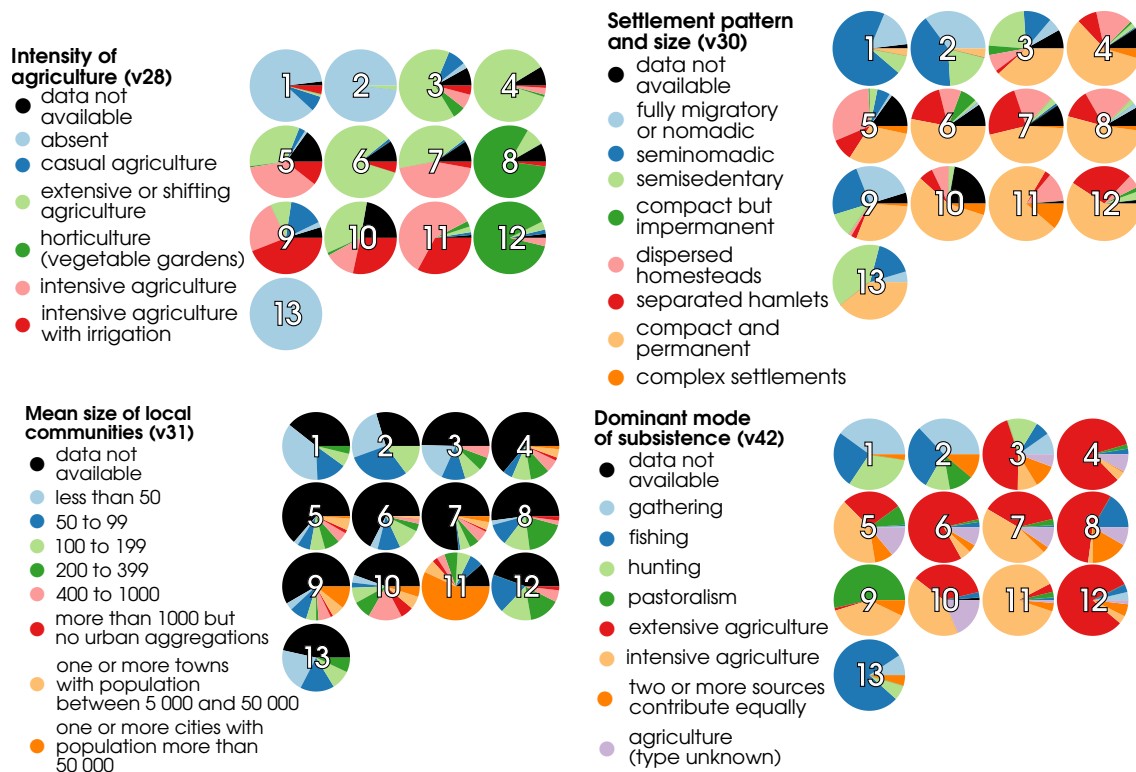 Intensity of
agriculture (v28)
data not
available
absent
casual agriculture
extensive or shifting
agriculture
horticulture
(vegetable gardens)
intensive agriculture
intensive agriculture
with irrigation
1
2
3
4
5
6
7
8
9
10
11
12
13
Settlement pattern
and size (v30)
data not
available
fully migratory
or nomadic
seminomadic
semisedentary
compact but
impermanent
dispersed
homesteads
separated hamlets
compact and
permanent
complex settlements
1
2
3
4
5
6
7
8
9
10
11
12
13
Mean size of local
communities (v31)
data not
available
less than 50
50 to 99
100 to 199
200 to 399
400 to 1000
more than 1000 but
no urban aggregations
one or more towns
with population
between 5 000 and 50 000
one or more cities with
population more than
50 000
1
2
3
4
5
6
7
8
9
10
11
12
13
Dominant mode
of subsistence (v42)
data not
available
gathering
fishing
hunting
pastoralism
extensive agriculture
intensive agriculture
two or more sources
contribute equally
agriculture
(type unknown)
1
2
3
4
5
6
7
8
9
10
11
12
13